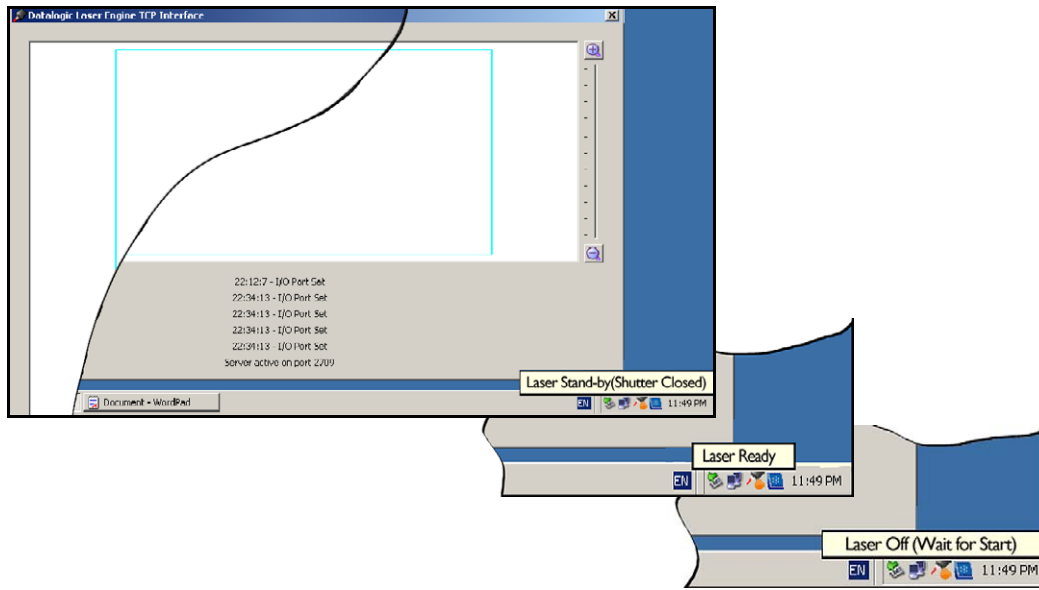 Datalogic Laser Engine TCP Interface
22:12:7 - I/O Port Set
22:34:13 - I/O Port Set
22:34:13 - I/O Port Set
22:34:13 - I/O Port Set
22:34:13 - I/O Port Set
Server active on port 2709
Laser Stand-by(Shutter Closed)
Document - WordPad
EN 11:49 PM
Laser Ready
EN 11:49 PM
Laser Off (Wait for Start)
EN 11:49 PM